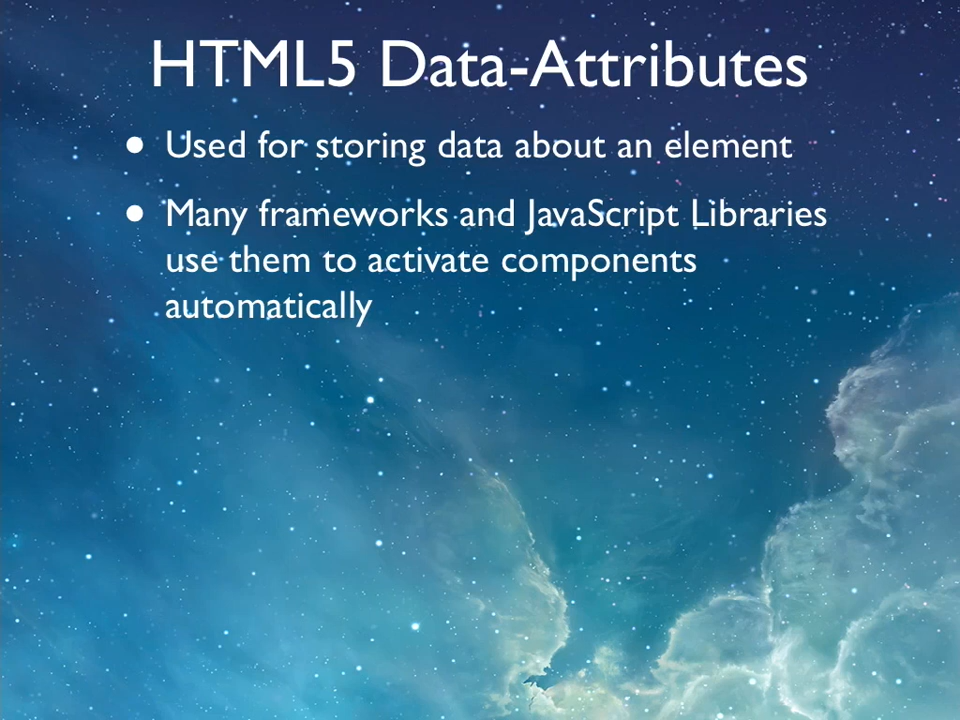 HTML5 Data-Attributes
• Used for storing data about an element
• Many frameworks and JavaScript Libraries
use them to activate components
automatically